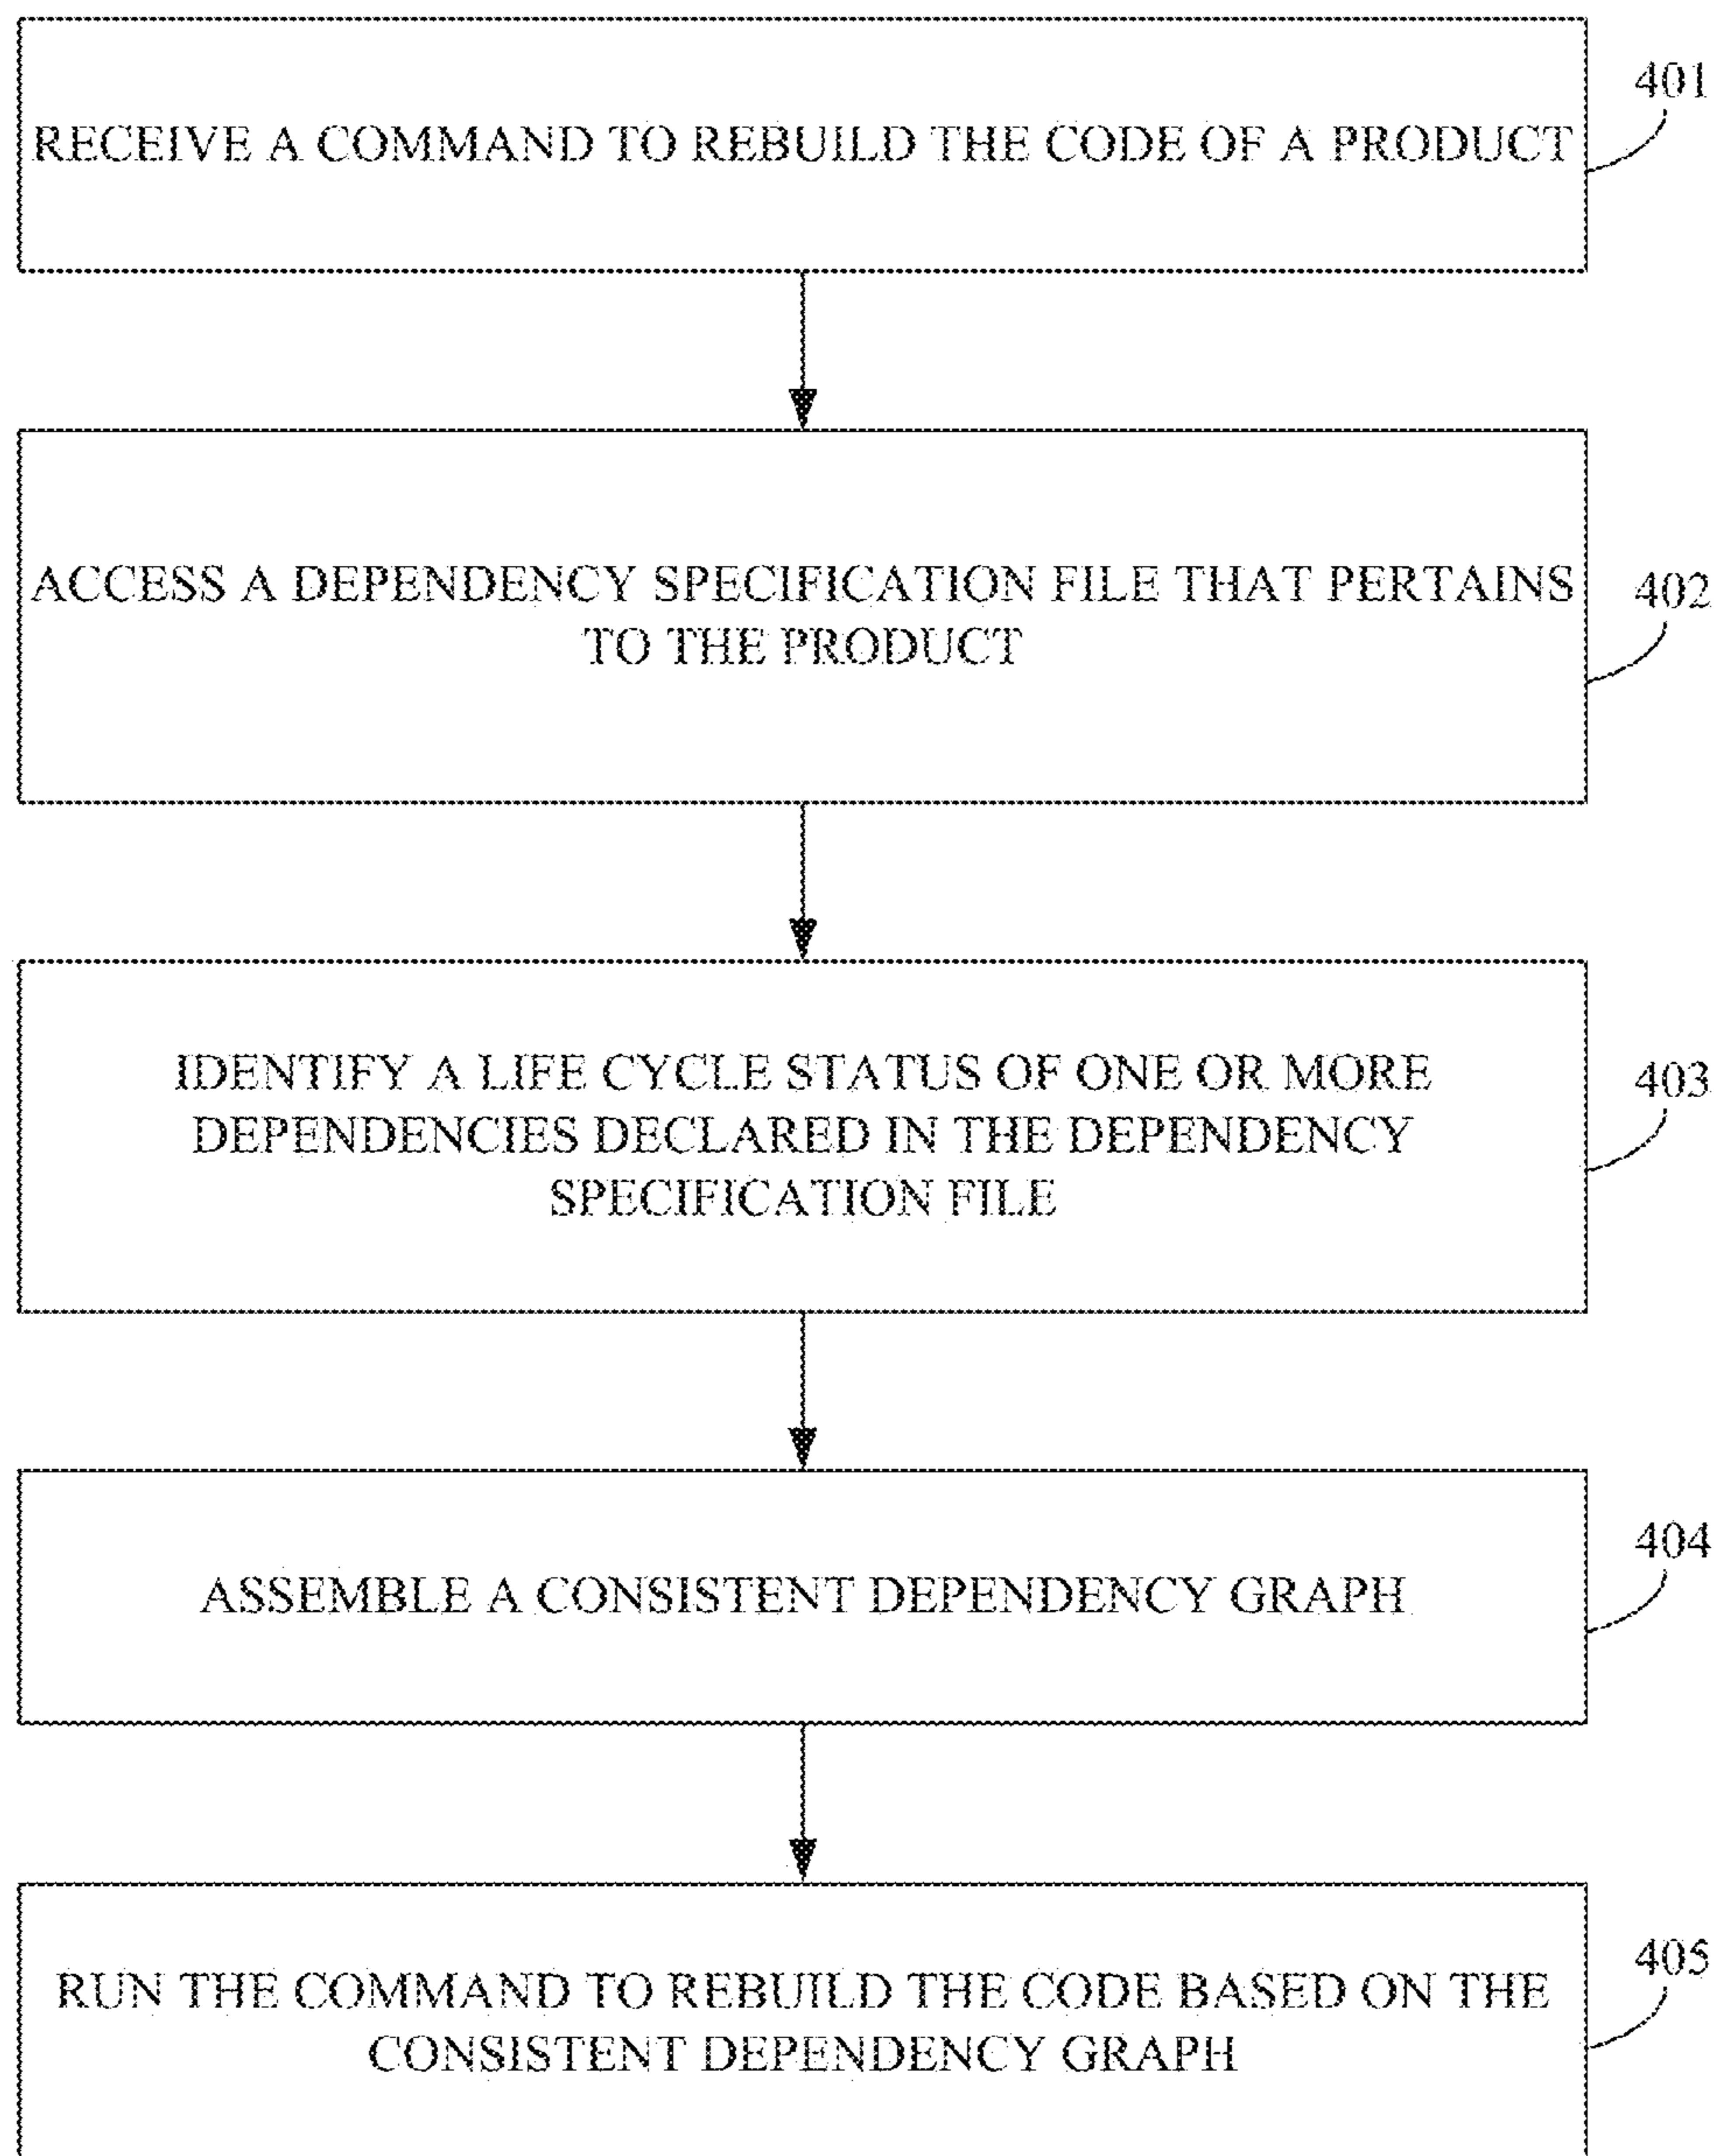 RECEIVE A COMMAND TO REBUILD THE CODE OF A PRODUCT
401
ACCESS A DEPENDENCY SPECIFICATION FILE THAT PERTAINS
TO THE PRODUCT
402
IDENTIFY A LIFE CYCLE STATUS OF ONE OR MORE
DEPENDENCIES DECLARED IN THE DEPENDENCY
SPECIFICATION FILE
403
ASSEMBLE A CONSISTENT DEPENDENCY GRAPH
404
RUN THE COMMAND TO REBUILD THE CODE BASED ON THE
CONSISTENT DEPENDENCY GRAPH
405